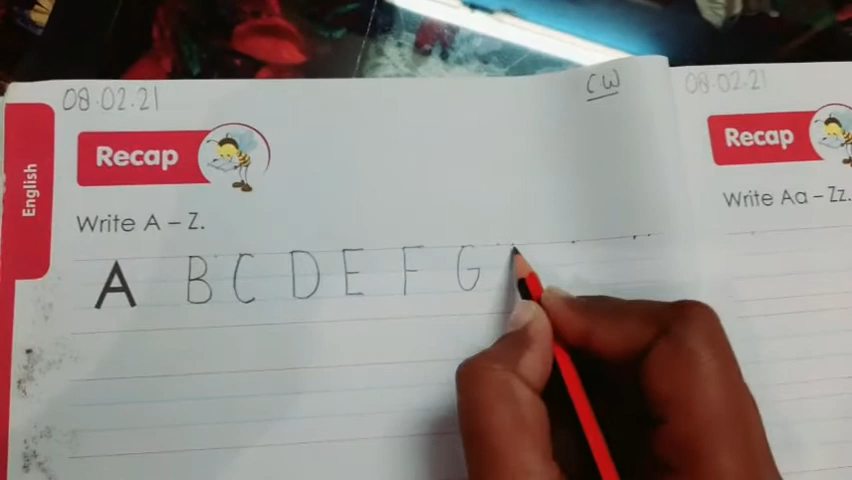 08.02.21
CW
08.02.21
English
Recap
Recap
Write A – Z.
Write Aa – Zz.
A B C D E F G